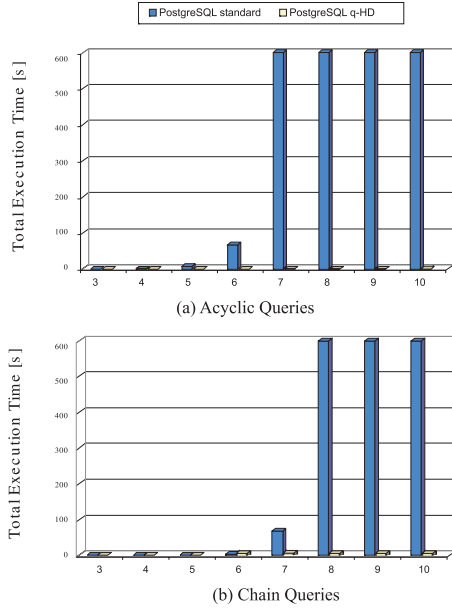 PostgreSQL standard PostgreSQL q-HD
Total Execution Time [s]
600
500
400
300
200
100
0
3 4 5 6 7 8 9 10
(a) Acyclic Queries
Total Execution Time [s]
600
500
400
300
200
100
0
3 4 5 6 7 8 9 10
(b) Chain Queries